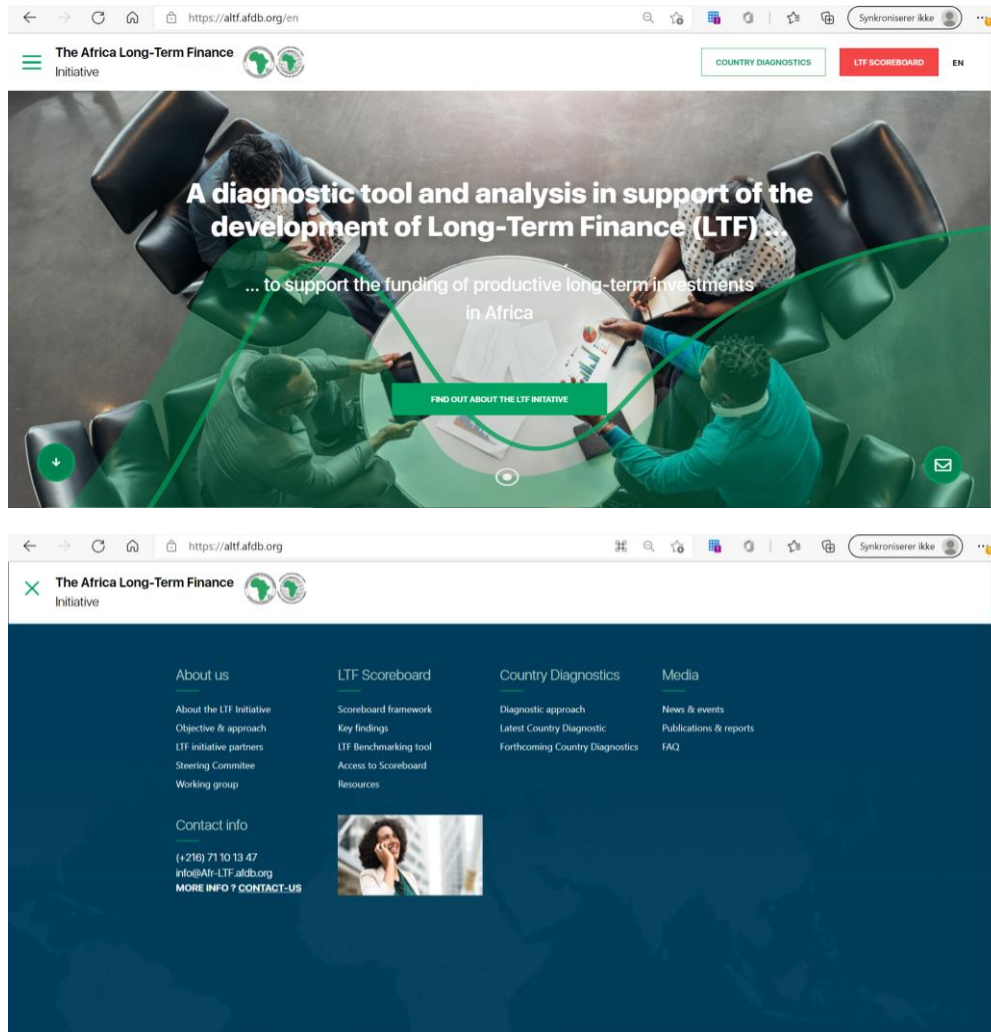 https://altf.afdb.org/en
Synkroniserer ikke
The Africa Long-Term Finance
Initiative
COUNTRY DIAGNOSTICS
LTF SCOREBOARD
EN
A diagnostic tool and analysis in support of the
development of Long-Term Finance (LTF) ...
... to support the funding of productive long-term investments
in Africa
FIND OUT ABOUT THE LTF INITATIVE
https://altf.afdb.org
Synkroniserer ikke
The Africa Long-Term Finance
Initiative
About us
About the LTF Initiative
Objective & approach
LTF initiative partners
Steering Commitee
Working group
LTF Scoreboard
Scoreboard framework
Key findings
LTF Benchmarking tool
Access to Scoreboard
Resources
Country Diagnostics
Diagnostic approach
Latest Country Diagnostic
Forthcoming Country Diagnostics
Media
News & events
Publications & reports
FAQ
Contact info
(+216) 71 10 13 47
info@Afr-LTF.afdb.org
MORE INFO ? CONTACT-US